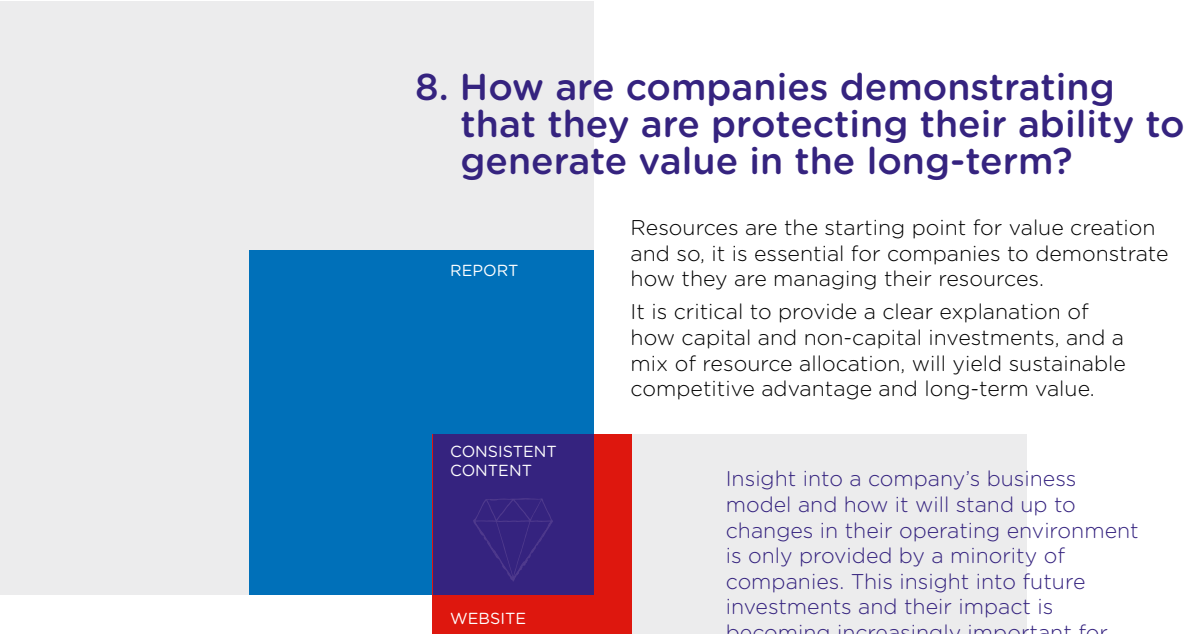 8. How are companies demonstrating
that they are protecting their ability to
generate value in the long-term?
Resources are the starting point for value creation
and so, it is essential for companies to demonstrate
how they are managing their resources.
It is critical to provide a clear explanation of
how capital and non-capital investments, and a
mix of resource allocation, will yield sustainable
competitive advantage and long-term value.
REPORT
CONSISTENT
CONTENT
WEBSITE
Insight into a company’s business
model and how it will stand up to
changes in their operating environment
is only provided by a minority of
companies. This insight into future
investments and their impact is
becoming increasingly important for